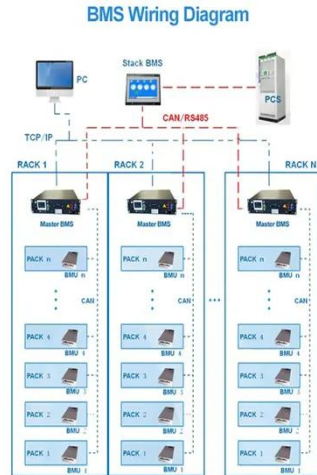 BMS Wiring Diagram
Stack BMS
PC
PCS
CAN/RS485
TCP/IP
RACK 1
RACK 2
RACK N
Master BMS
Master BMS
Master BMS
PACK n
BMU n
PACK n
BMU n
PACK n
BMU n
CAN
CAN
CAN
PACK 4
BMU 4
PACK 4
BMU 4
PACK 4
BMU 4
PACK 3
BMU 3
PACK 3
BMU 3
PACK 3
BMU 3
PACK 2
BMU 2
PACK 2
BMU 2
PACK 2
BMU 2
PACK 1
BMU 1
PACK 1
BMU 1
PACK 1
BMU 1